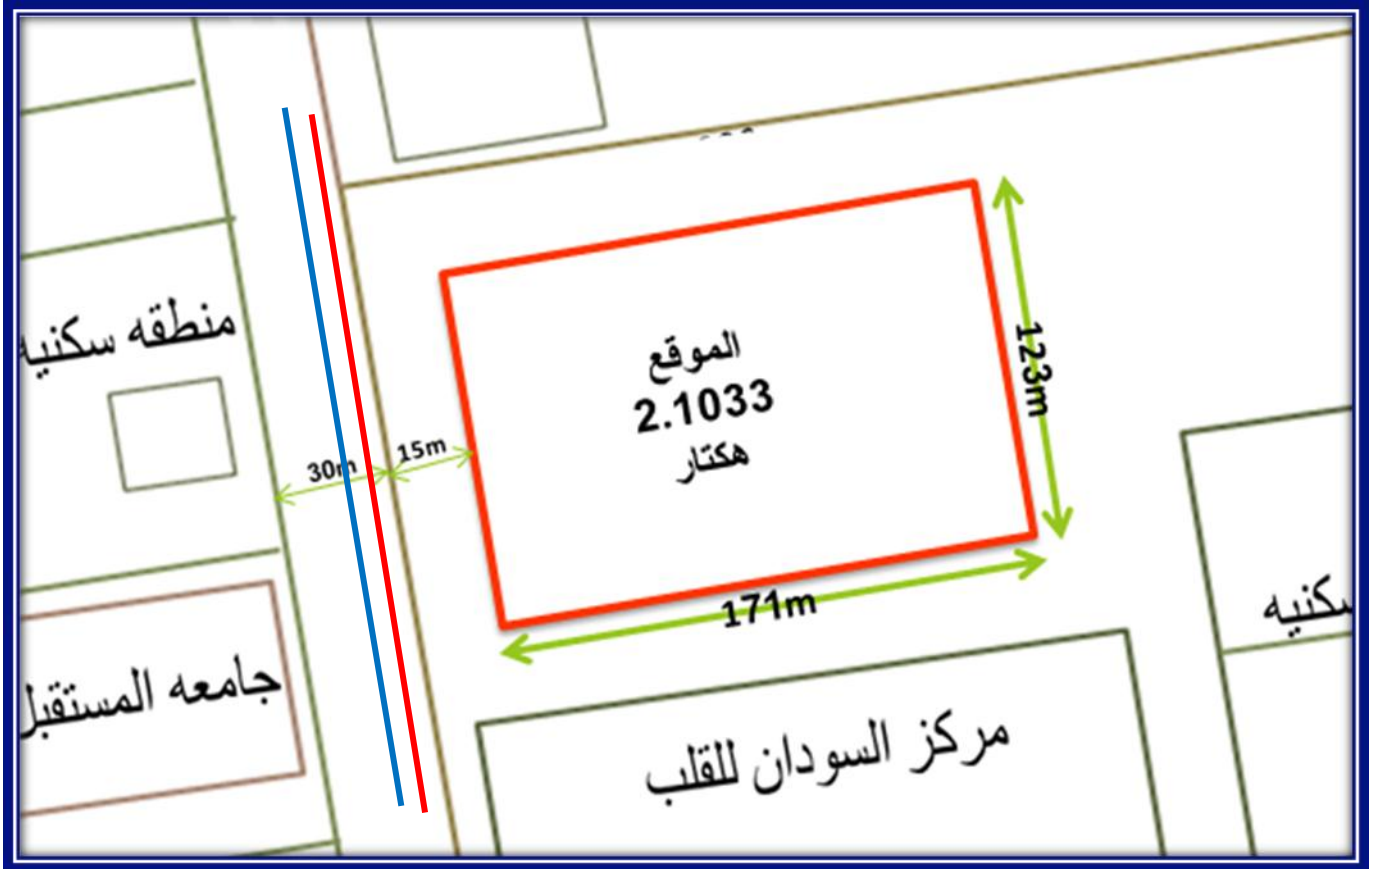 منطقه سكنيه
الموقع
2.1033
هكتار
123m
30m
15m
171m
سكنيه
جامعه المستقبل
مركز السودان للقلب